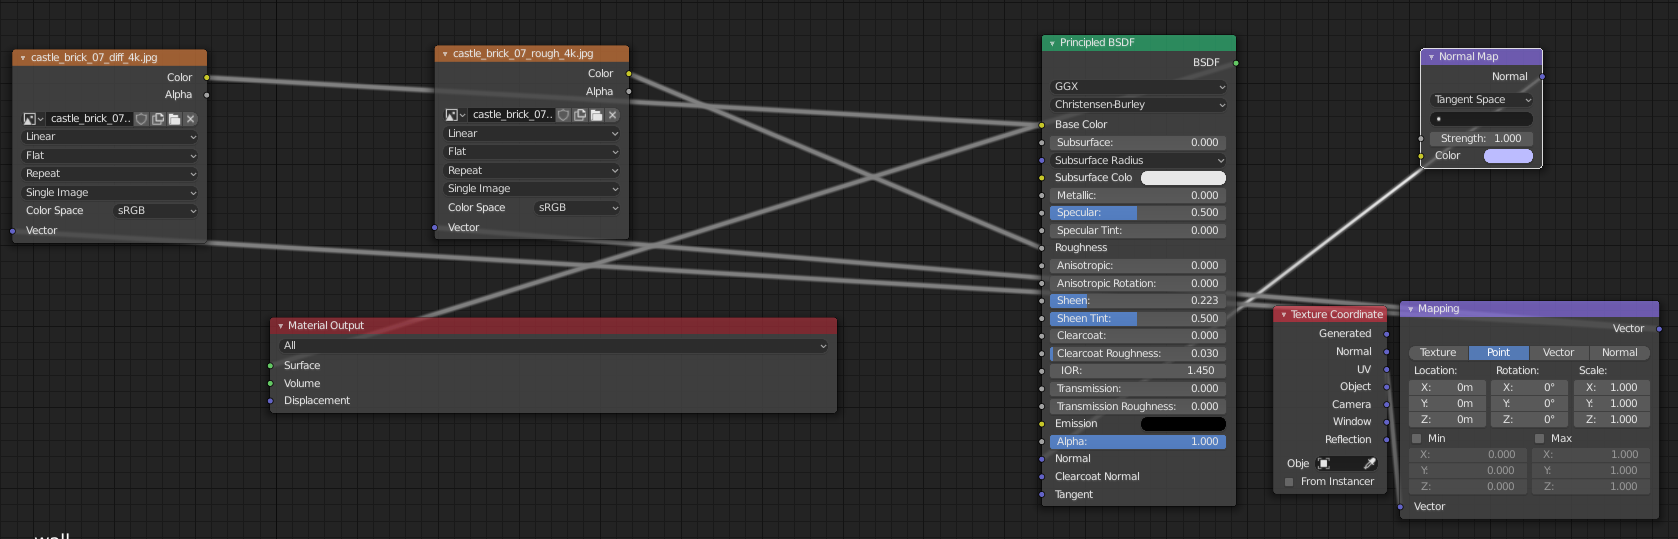 castle_brick_07_diff_4k.jpg
Color
Alpha
castle_brick_07..
Linear
Flat
Repeat
Single Image
Color Space sRGB
Vector
castle_brick_07_rough_4k.jpg
Color
Alpha
castle_brick_07..
Linear
Flat
Repeat
Single Image
Color Space sRGB
Vector
Material Output
All
Surface
Volume
Displacement
Principled BSDF
BSDF
GGX
Christensen-Burley
Base Color
Subsurface: 0.000
Subsurface Radius
Subsurface Colo
Metallic: 0.000
Specular: 0.500
Specular Tint: 0.000
Roughness
Anisotropic: 0.000
Anisotropic Rotation: 0.000
Sheen: 0.223
Sheen Tint: 0.500
Clearcoat: 0.000
Clearcoat Roughness: 0.030
IOR: 1.450
Transmission: 0.000
Transmission Roughness: 0.000
Emission
Alpha: 1.000
Normal
Clearcoat Normal
Tangent
Normal Map
Normal
Tangent Space
Strength: 1.000
Color
Texture Coordinate
Generated
Normal
UV
Object
Camera
Window
Reflection
Obje
From Instancer
Mapping
Vector
Texture Point Vector Normal
Location: Rotation: Scale:
X: 0m X: 0° X: 1.000
Y: 0m Y: 0° Y: 1.000
Z: 0m Z: 0° Z: 1.000
Min Max
X: 0.000 X: 1.000
Y: 0.000 Y: 1.000
Z: 0.000 Z: 1.000
Vector
wall